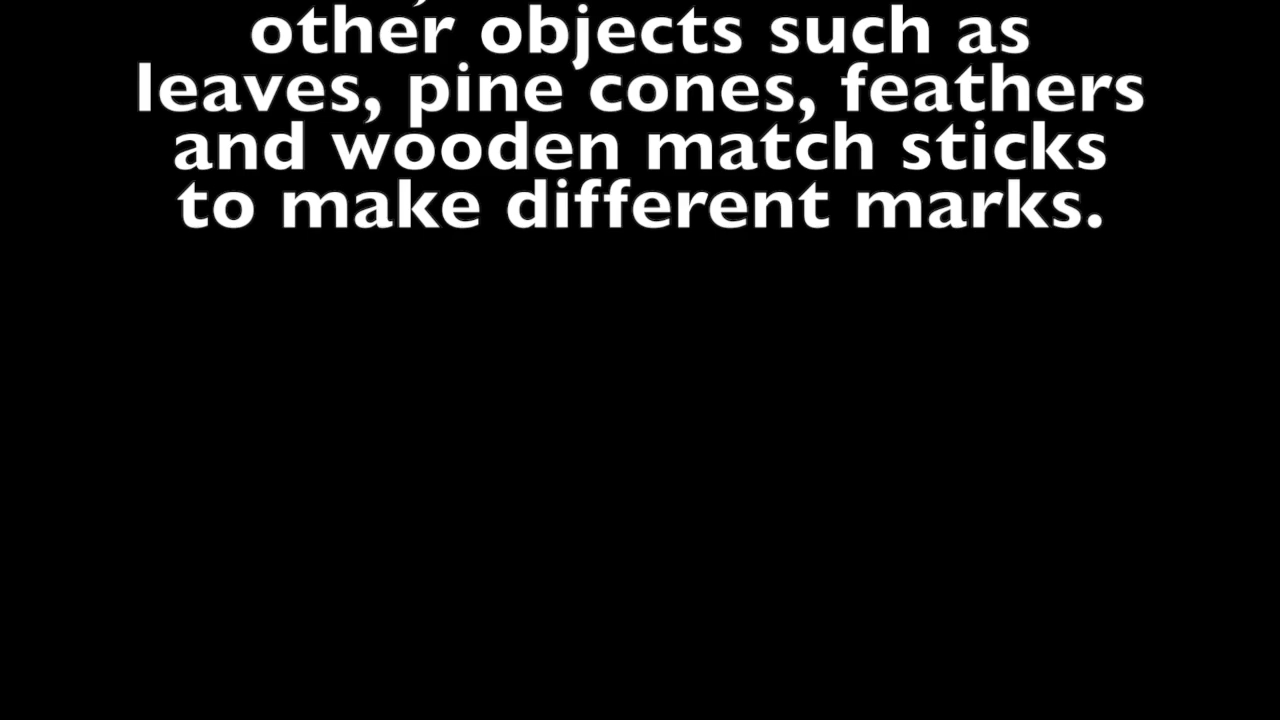 other objects such as
leaves, pine cones, feathers
and wooden match sticks
to make different marks.